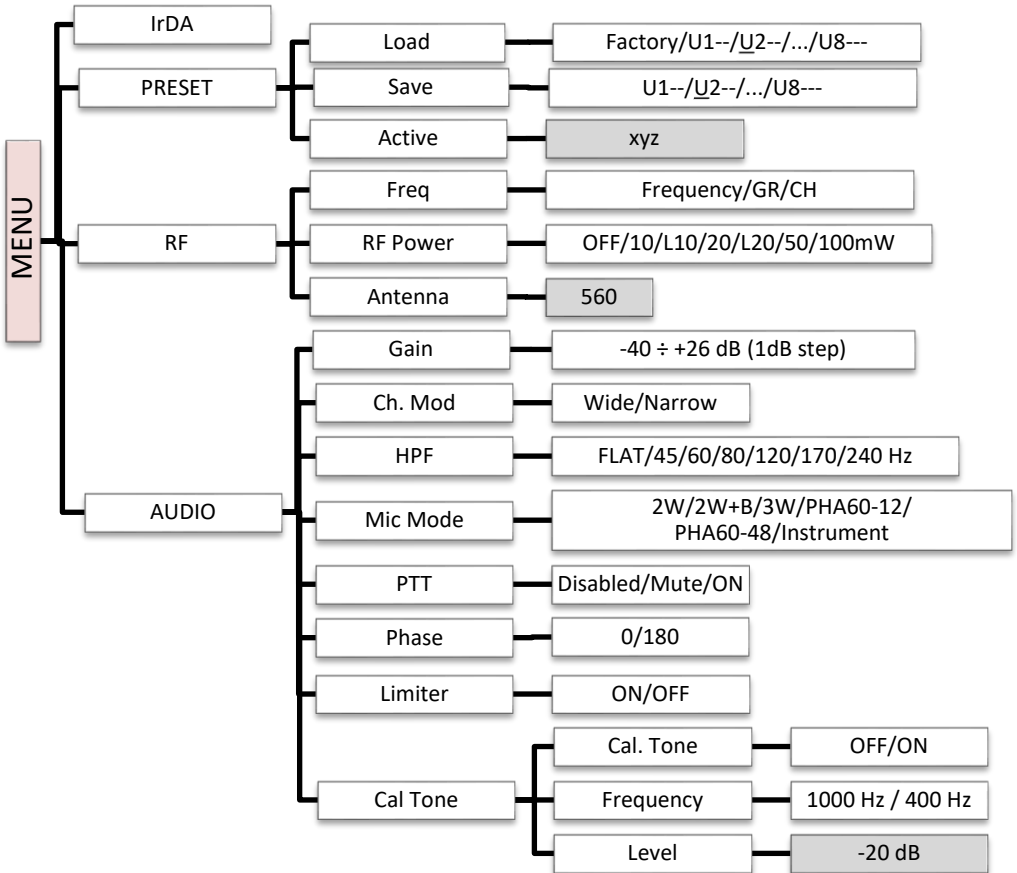 MENU
IrDA
PRESET
Load
Factory/U1--/U2--/.../U8---
Save
U1--/U2--/.../U8---
Active
xyz
RF
Freq
Frequency/GR/CH
RF Power
OFF/10/L10/20/L20/50/100mW
Antenna
560
AUDIO
Gain
-40 ÷ +26 dB (1dB step)
Ch. Mod
Wide/Narrow
HPF
FLAT/45/60/80/120/170/240 Hz
Mic Mode
2W/2W+B/3W/PHA60-12/
PHA60-48/Instrument
PTT
Disabled/Mute/ON
Phase
0/180
Limiter
ON/OFF
Cal Tone
Cal. Tone
OFF/ON
Frequency
1000 Hz / 400 Hz
Level
-20 dB